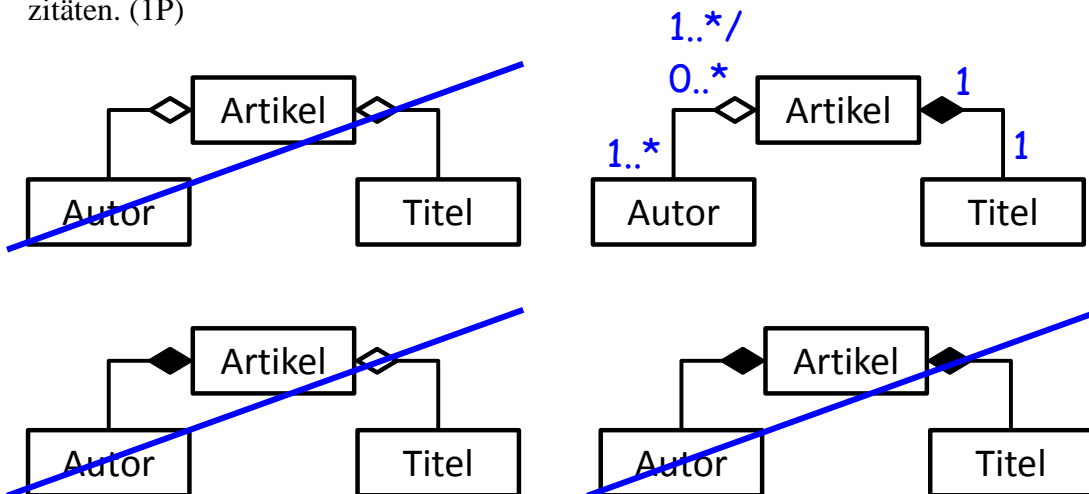 zitäten. (1P)
Artikel
Autor
Titel
1..*/
0..*
Artikel
1
1..*
1
Autor
Titel
Artikel
Autor
Titel
Artikel
Autor
Titel